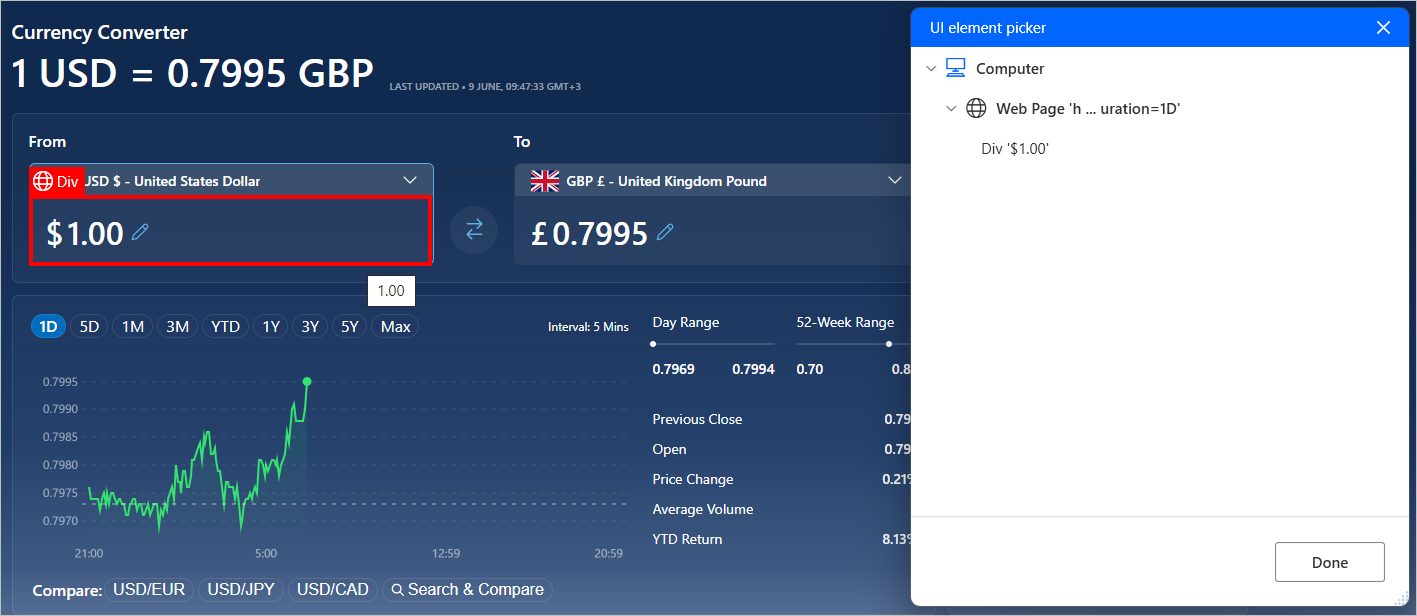 Currency Converter
1 USD = 0.7995 GBP
LAST UPDATED • 9 JUNE, 09:47:33 GMT+3
From
To
Div USD $ - United States Dollar
GBP £ - United Kingdom Pound
$ 1.00
£ 0.7995
1.00
1D 5D 1M 3M YTD 1Y 3Y 5Y Max
Interval: 5 Mins
Day Range
52-Week Range
0.7969 0.7994
0.70 0.8
Previous Close 0.79
Open 0.79
Price Change 0.21%
Average Volume
YTD Return 8.13%
0.7995
0.7990
0.7985
0.7980
0.7975
0.7970
21:00 5:00 12:59 20:59
Compare: USD/EUR USD/JPY USD/CAD Search & Compare
UI element picker
Computer
Web Page 'h ... uration=1D'
Div '$1.00'
Done